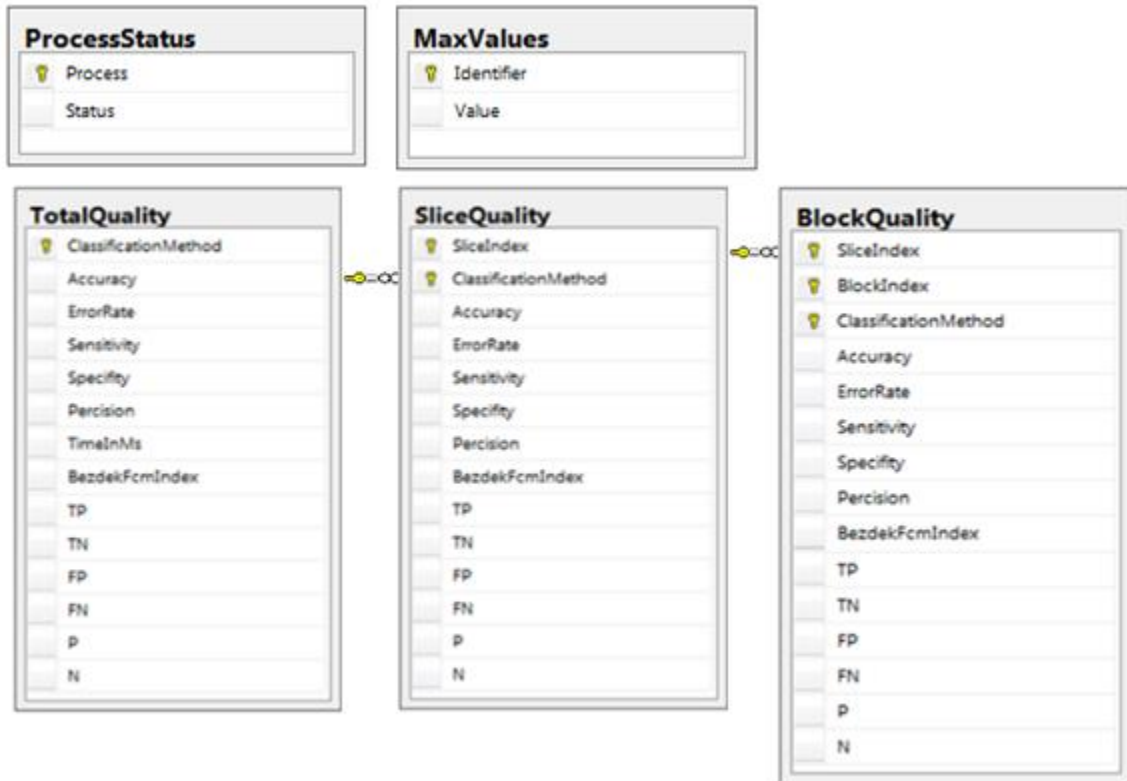 ProcessStatus
Process
Status
MaxValues
Identifier
Value
TotalQuality
ClassificationMethod
Accuracy
ErrorRate
Sensitivity
Specifity
Percision
TimeInMs
BezdekFcmIndex
TP
TN
FP
FN
P
N
SliceQuality
SliceIndex
ClassificationMethod
Accuracy
ErrorRate
Sensitivity
Specifity
Percision
BezdekFcmIndex
TP
TN
FP
FN
P
N
BlockQuality
SliceIndex
BlockIndex
ClassificationMethod
Accuracy
ErrorRate
Sensitivity
Specifity
Percision
BezdekFcmIndex
TP
TN
FP
FN
P
N